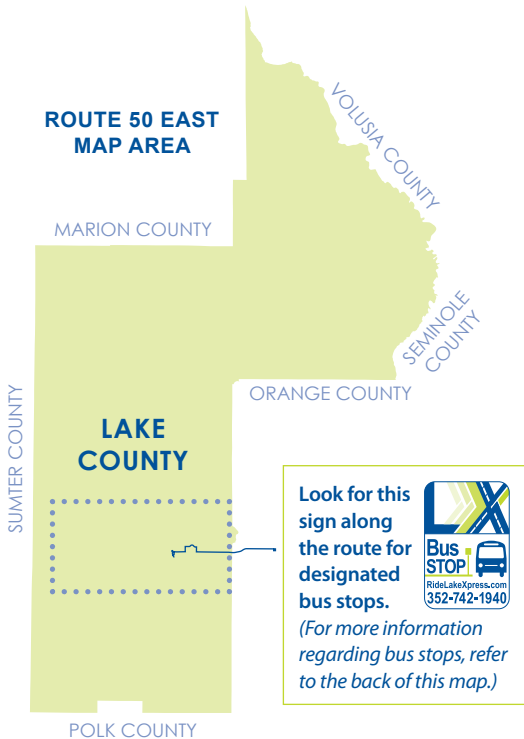 ROUTE 50 EAST
MAP AREA
VOLUSIA COUNTY
MARION COUNTY
SEMINOLE
COUNTY
ORANGE COUNTY
SUMTER COUNTY
LAKE
COUNTY
Look for this
sign along
the route for
designated
bus stops.
(For more information
regarding bus stops, refer
to the back of this map.)
LX
Bus
STOP
RideLakeXpress.com
352-742-1940
POLK COUNTY